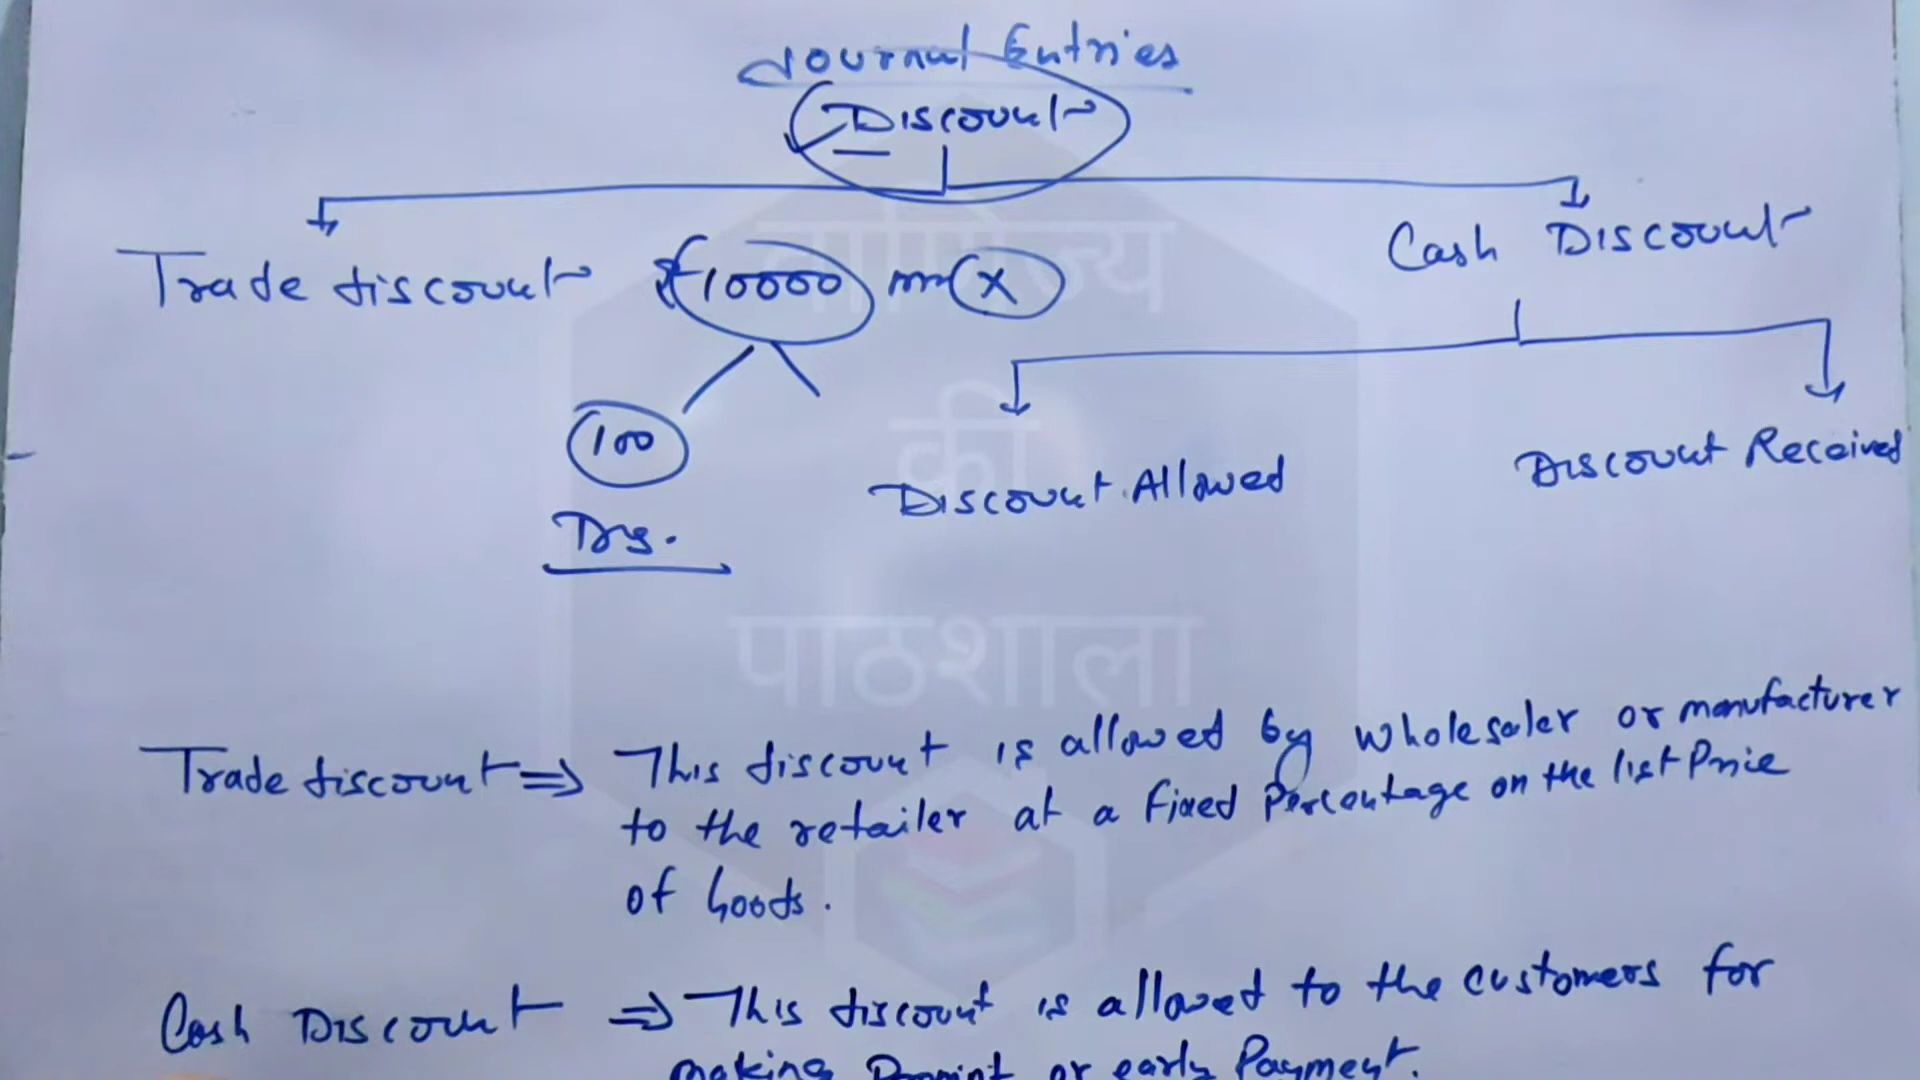 Journal Entries
Discount
Trade discount ₹10000 x
Cash Discount
100
Dis.
Discount Allowed
Discount Received
वाणिज्य
की
पाठशाला
Trade discount ⇒ This discount is allowed by wholesaler or manufacturer
to the retailer at a fixed Percentage on the list Price
of Goods.
Cash Discount ⇒ This discount is allowed to the customers for
making or early Payment.